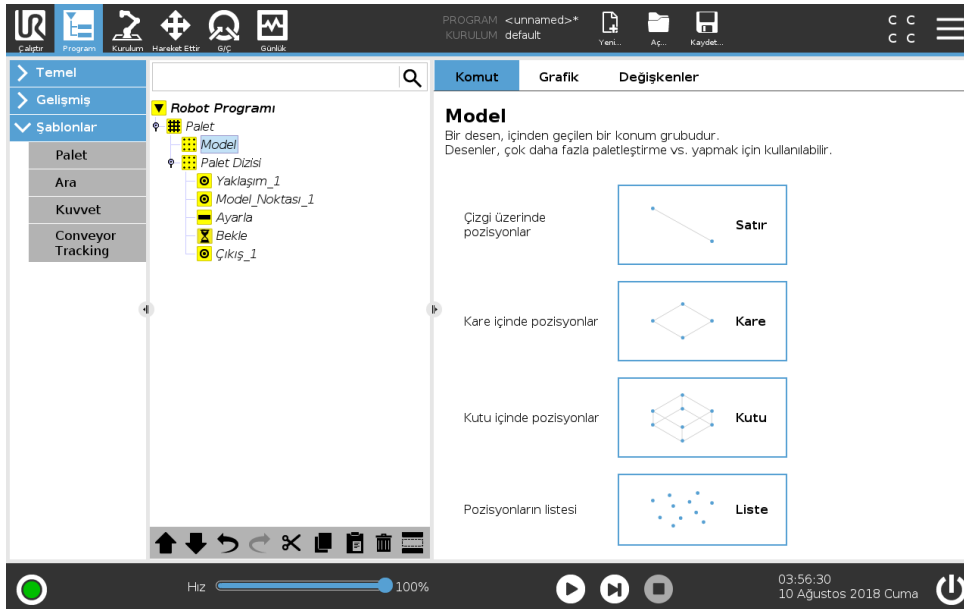 UR
PROGRAM <unnamed>*
KURULUM default
C C
C C
Çalıştır
Program
Kurulum
Hareket Ettir
G/Ç
Günlük
Yeni...
Aç...
Kaydet...
Temel
Gelişmiş
Şablonlar
Palet
Ara
Kuvvet
Conveyor
Tracking
Robot Programı
Palet
Model
Palet Dizisi
Yaklaşım_1
Model_Noktası_1
Ayarla
Bekle
Çıkış_1
Komut
Grafik
Değişkenler
Model
Bir desen, içinden geçilen bir konum grubudur.
Desenler, çok daha fazla paletleştirme vs. yapmak için kullanılabilir.
Çizgi üzerinde
pozisyonlar
Satır
Kare içinde pozisyonlar
Kare
Kutu içinde pozisyonlar
Kutu
Pozisyonların listesi
Liste
Hız
100%
03:56:30
10 Ağustos 2018 Cuma